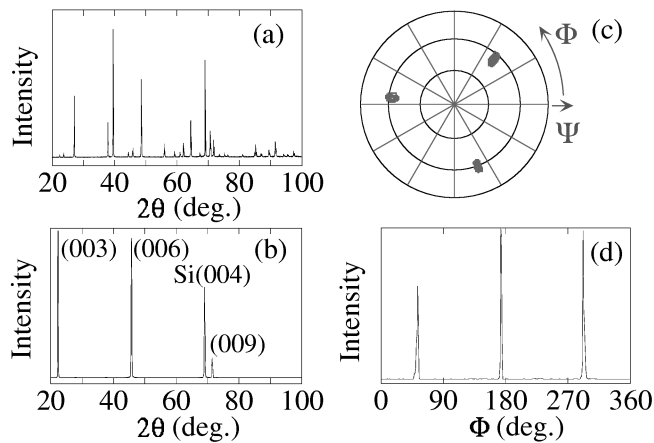 (a)
Intensity
20 40 60 80 100
2θ (deg.)
(c)
Φ
Ψ
(b)
(003)
(006)
Si(004)
(009)
Intensity
20 40 60 80 100
2θ (deg.)
(d)
Intensity
0 90 180 270 360
Φ (deg.)